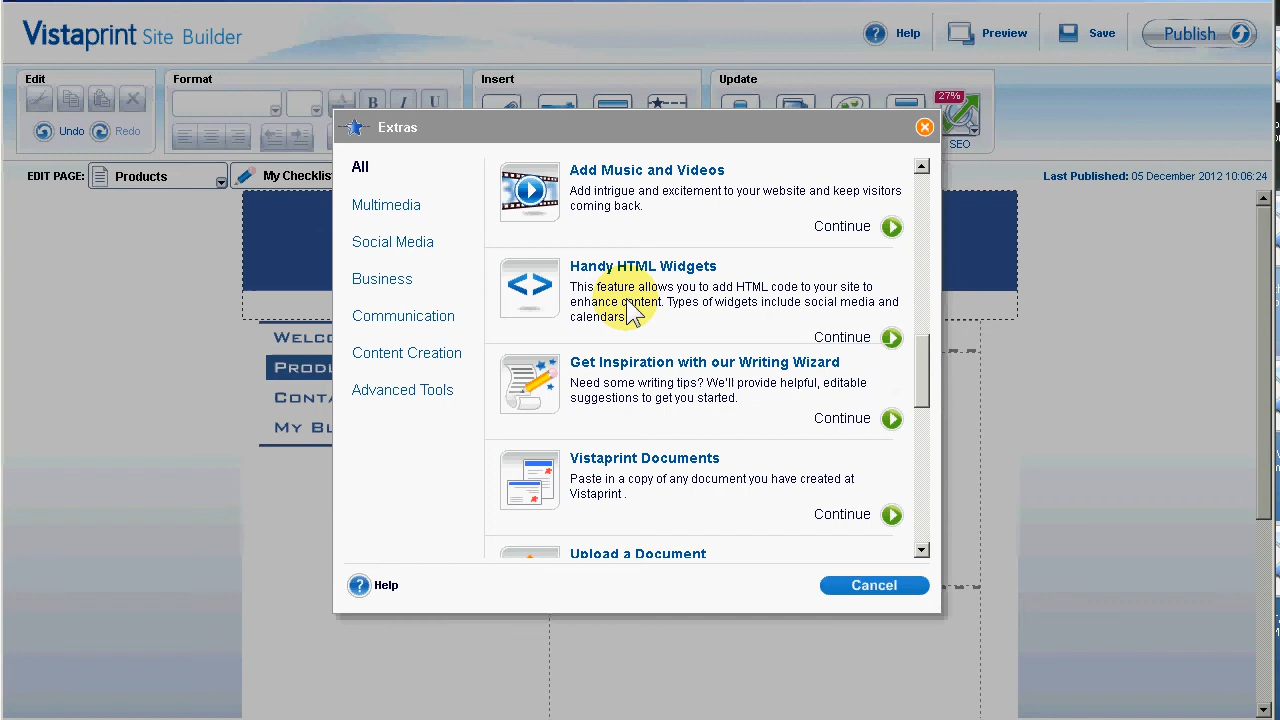 Vistaprint Site Builder
Help
Preview
Save
Publish
Edit
Format
Insert
Update
A
B
I
U
27%
Undo
Redo
SEO
EDIT PAGE:
Products
My Checklis
Last Published: 05 December 2012 10:06:24
Extras
All
Multimedia
Social Media
Business
Communication
Content Creation
Advanced Tools
Add Music and Videos
Add intrigue and excitement to your website and keep visitors
coming back.
Continue
Handy HTML Widgets
This feature allows you to add HTML code to your site to
enhance content. Types of widgets include social media and
calendars.
Continue
Get Inspiration with our Writing Wizard
Need some writing tips? We'll provide helpful, editable
suggestions to get you started.
Continue
Vistaprint Documents
Paste in a copy of any document you have created at
Vistaprint .
Continue
Upload a Document
Help
Cancel
WELCO
PRODU
CONTA
MY BL